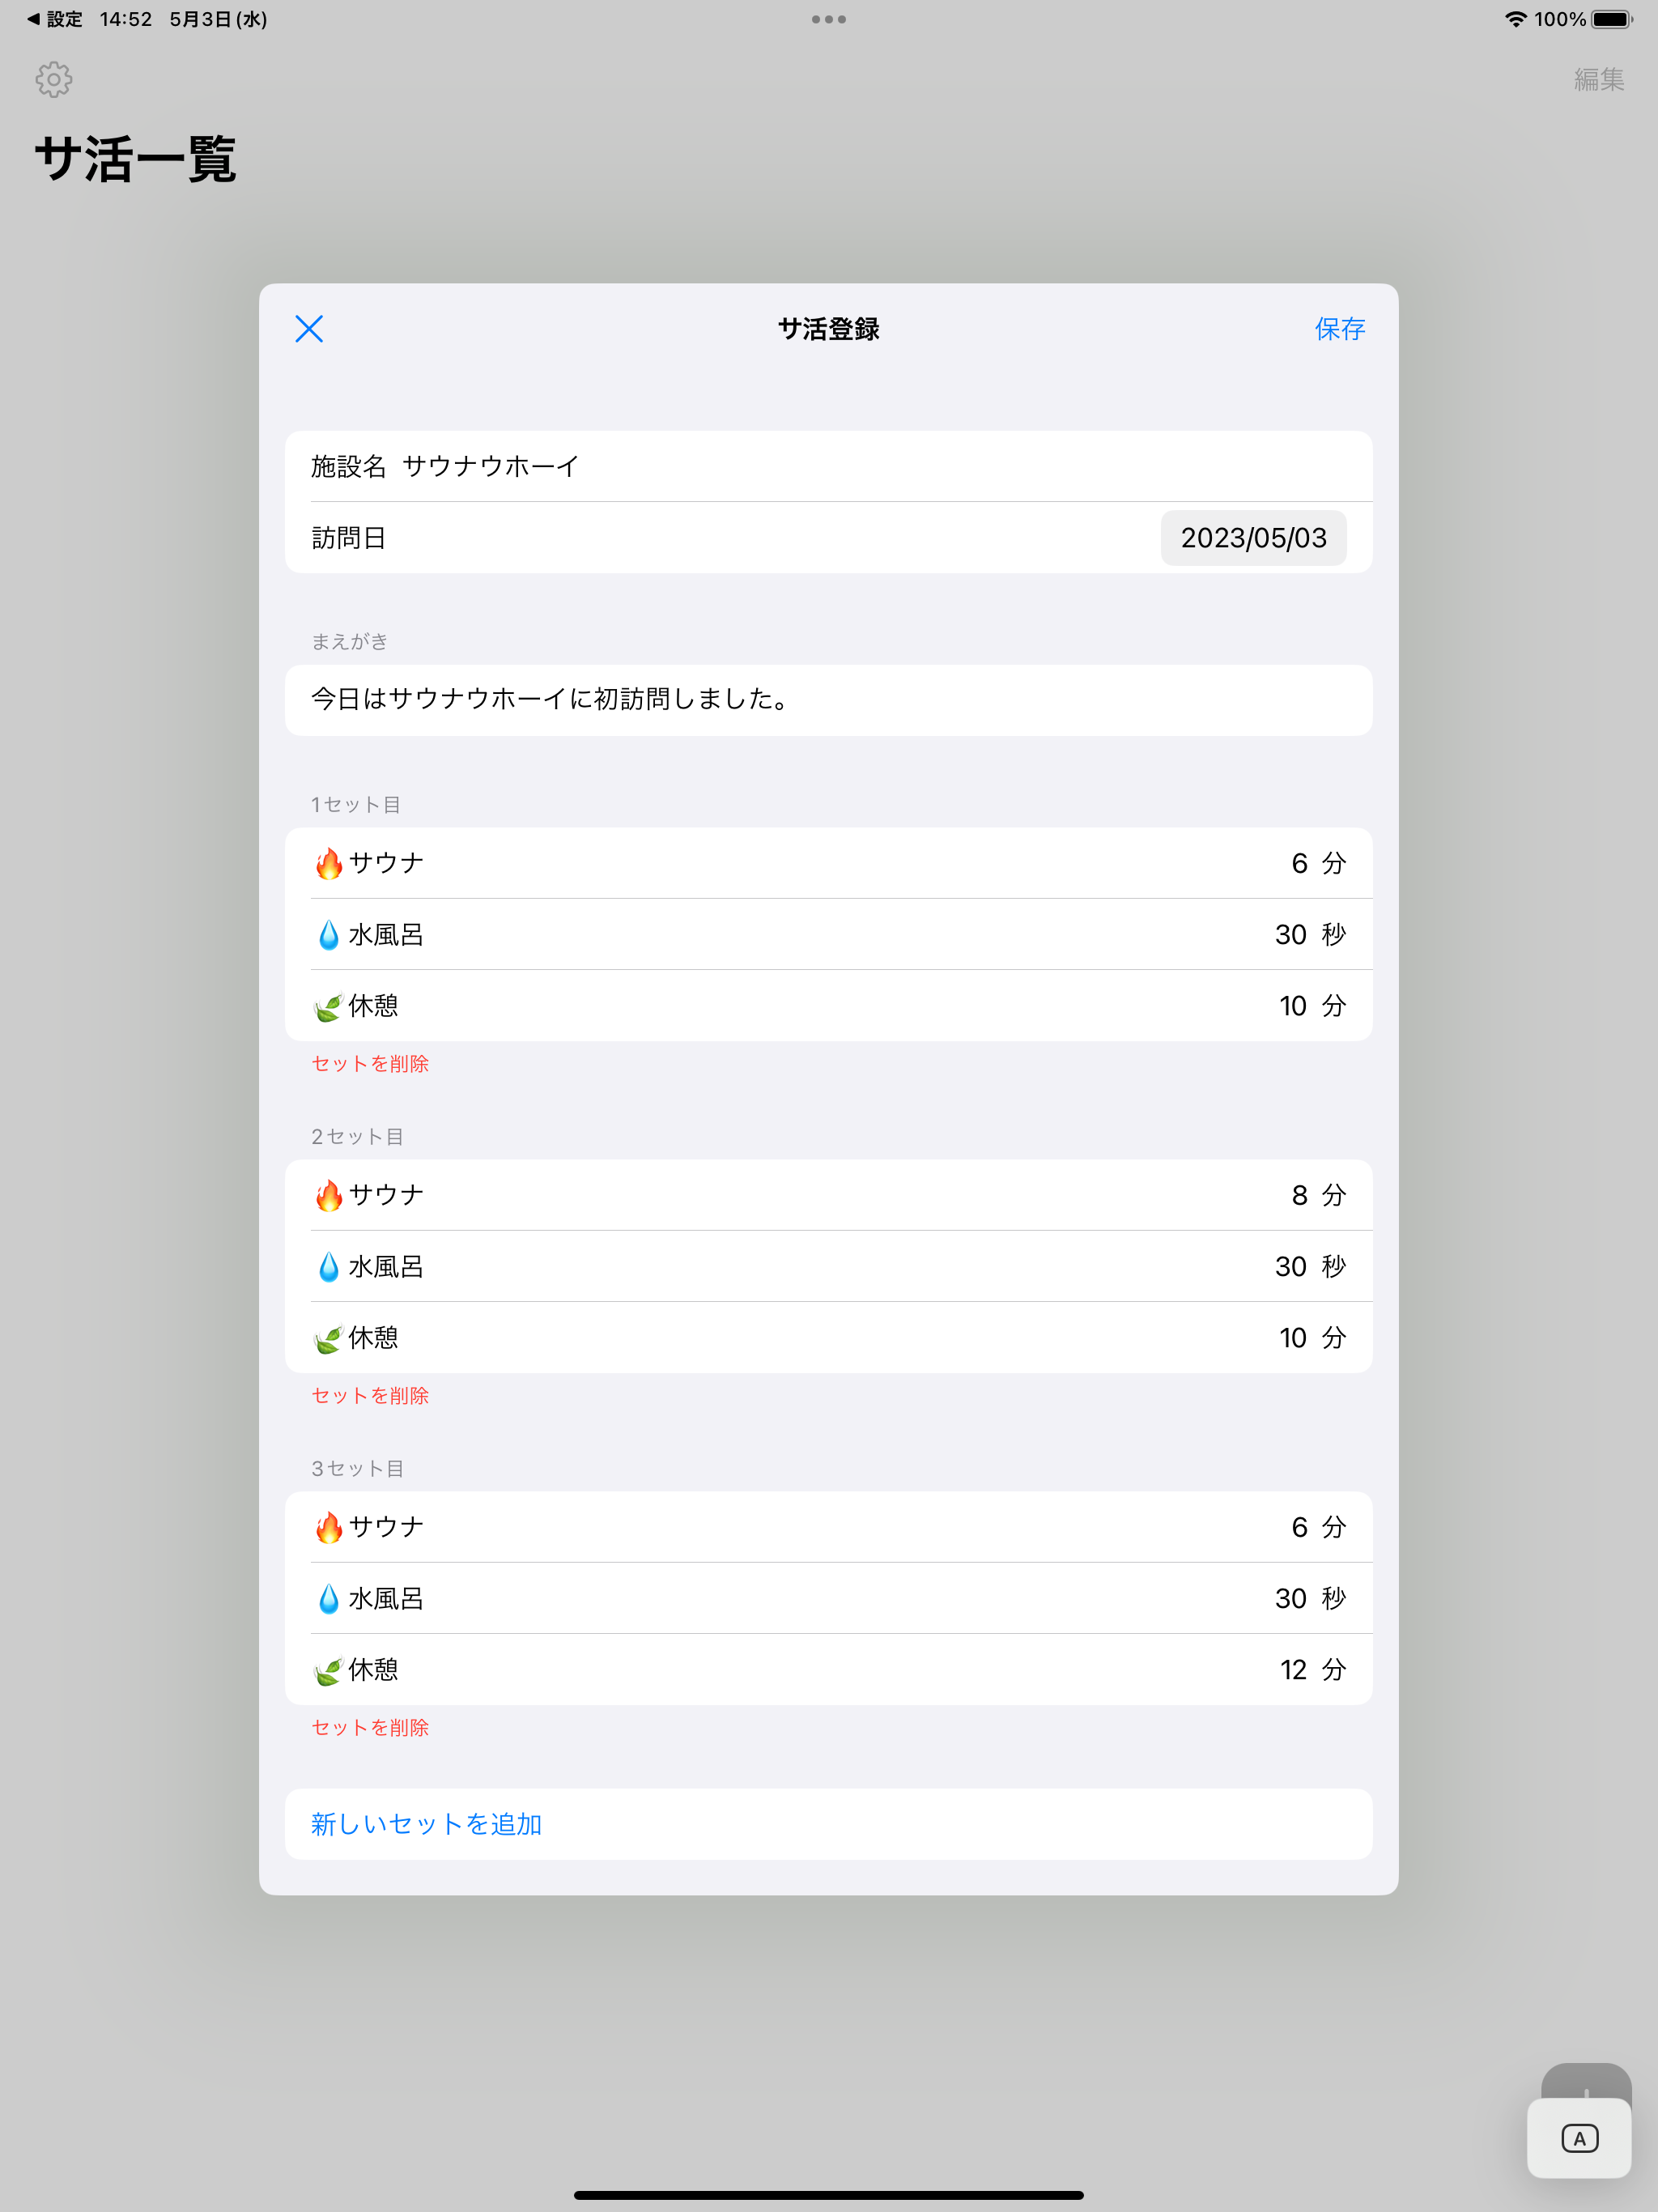 設定 14:52 5月3日(水) 100%
編集
サ活一覧
サ活登録 保存
施設名 サウナウホーイ
訪問日 2023/05/03
まえがき
今日はサウナウホーイに初訪問しました。
1セット目
サウナ 6 分
水風呂 30 秒
休憩 10 分
セットを削除
2セット目
サウナ 8 分
水風呂 30 秒
休憩 10 分
セットを削除
3セット目
サウナ 6 分
水風呂 30 秒
休憩 12 分
セットを削除
新しいセットを追加
A